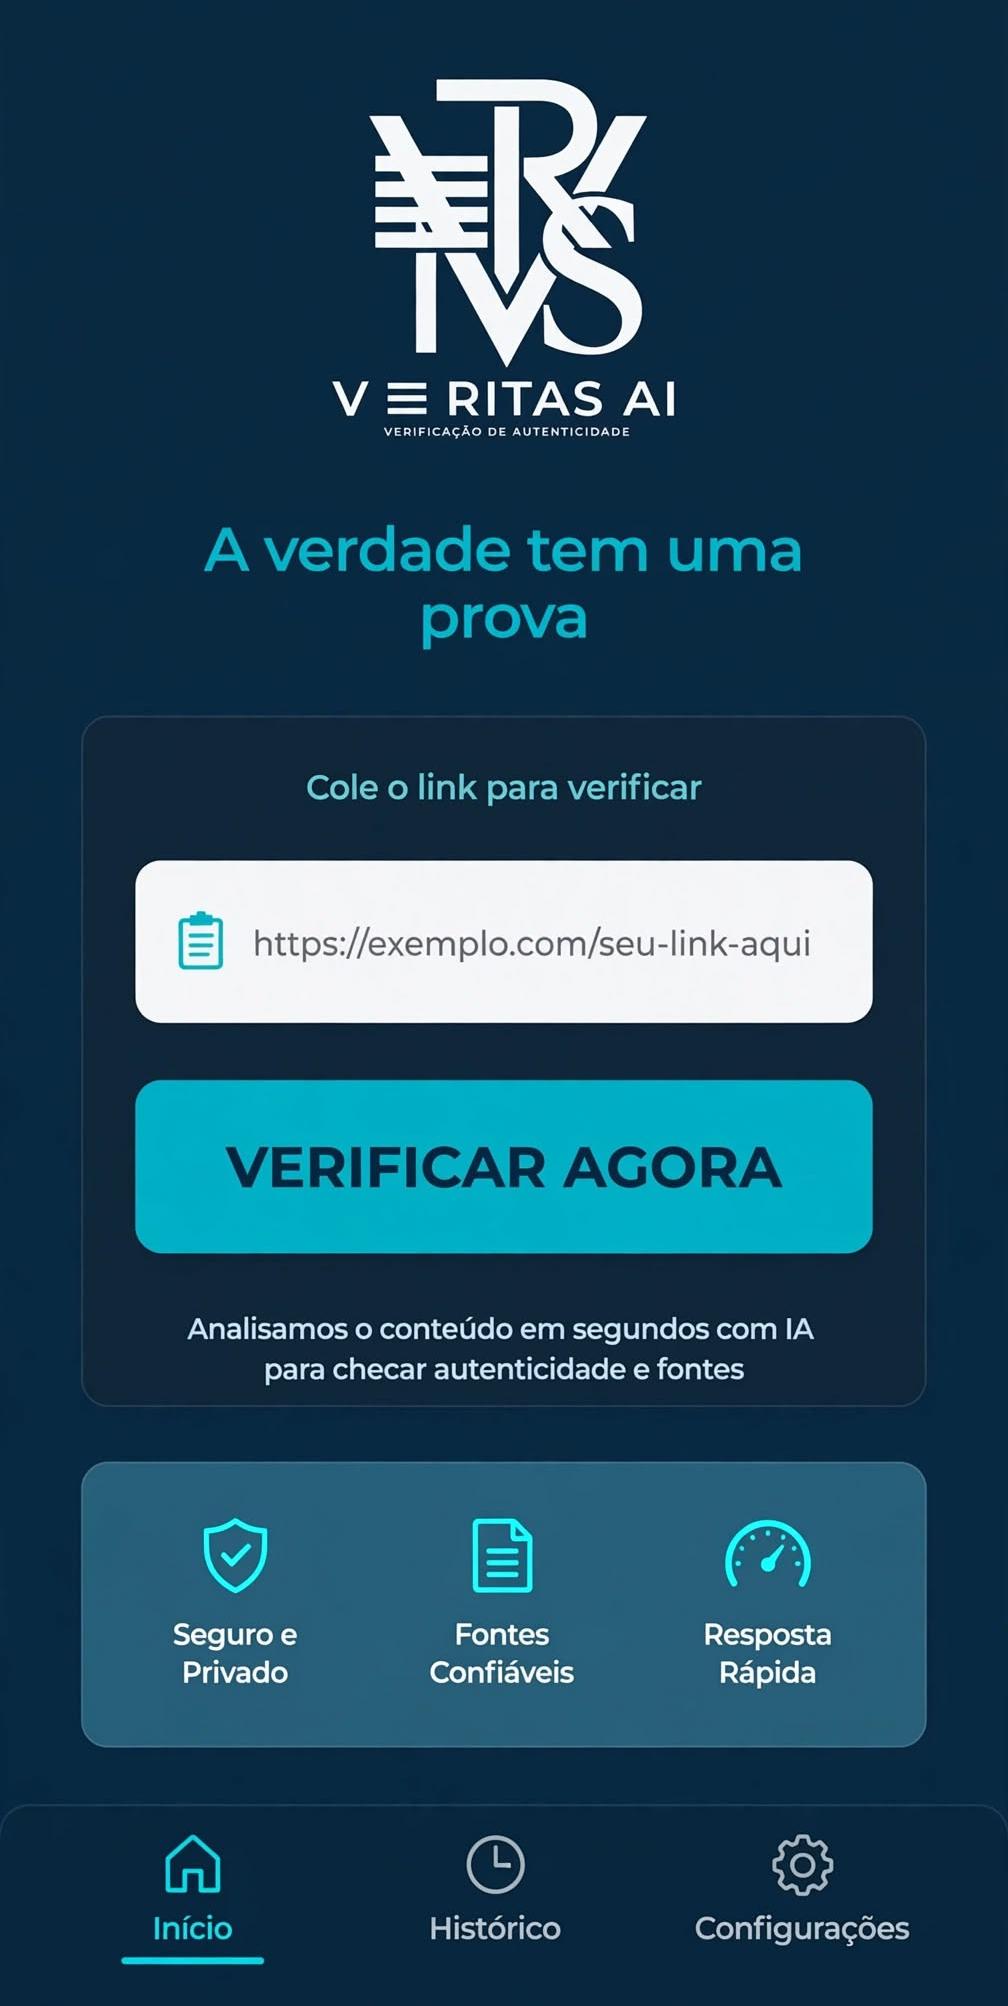 V≡RITAS AI
VERIFICAÇÃO DE AUTENTICIDADE
A verdade tem uma
prova
Cole o link para verificar
https://exemplo.com/seu-link-aqui
VERIFICAR AGORA
Analisamos o conteúdo em segundos com IA
para checar autenticidade e fontes
Seguro e
Privado
Fontes
Confiáveis
Resposta
Rápida
Início
Histórico
Configurações